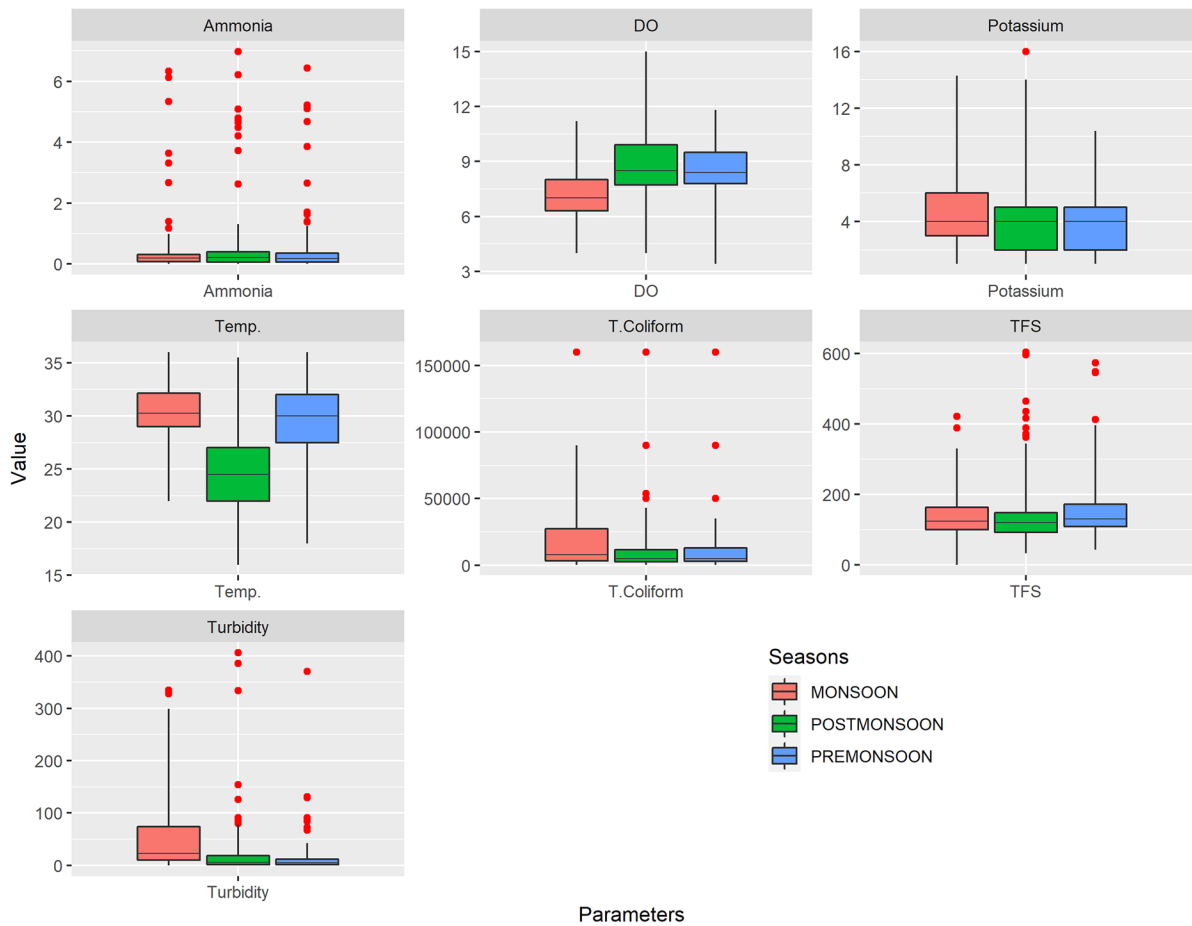 Ammonia
DO
Potassium
6
4
2
0
15
12
9
6
3
16
12
8
4
Ammonia
DO
Potassium
Temp.
T.Coliform
TFS
Value
35
30
25
20
15
150000
100000
50000
0
600
400
200
0
Temp.
T.Coliform
TFS
Turbidity
400
300
200
100
0
Turbidity
Seasons
MONSOON
POSTMONSOON
PREMONSOON
Parameters